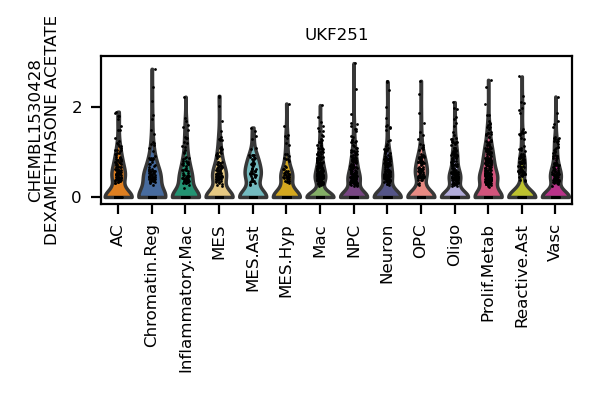 UKF251
CHEMBL1530428
DEXAMETHASONE ACETATE
2
0
AC
Chromatin.Reg
Inflammatory.Mac
MES
MES.Ast
MES.Hyp
Mac
NPC
Neuron
OPC
Oligo
Prolif.Metab
Reactive.Ast
Vasc